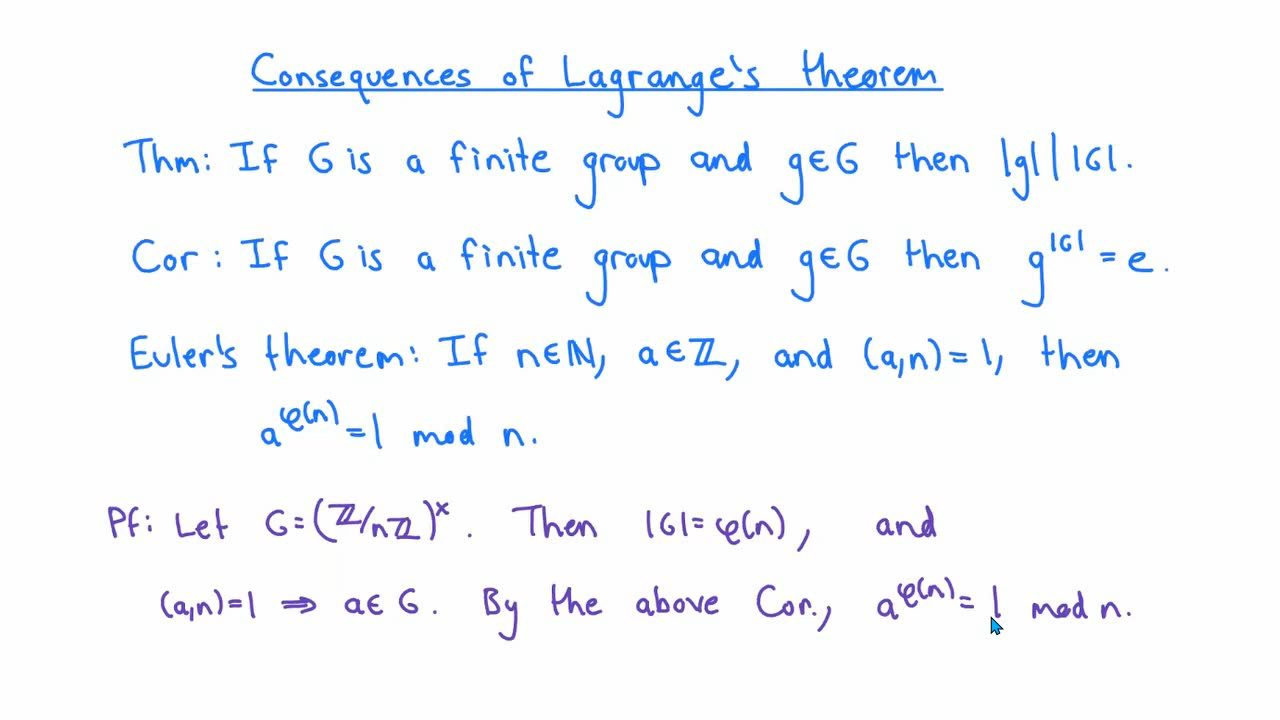 Consequences of Lagrange's theorem
Thm: If G is a finite group and g∈G then |g| | |G|.
Cor: If G is a finite group and g∈G then g^|G| = e.
Euler's theorem: If n∈ℕ, a∈ℤ, and (a,n)=1, then
a^φ(n) = 1 mod n.
Pf: Let G=(ℤ/nℤ)^×. Then |G|=φ(n), and
(a,n)=1 ⇒ a∈G. By the above Cor., a^φ(n) = 1 mod n.